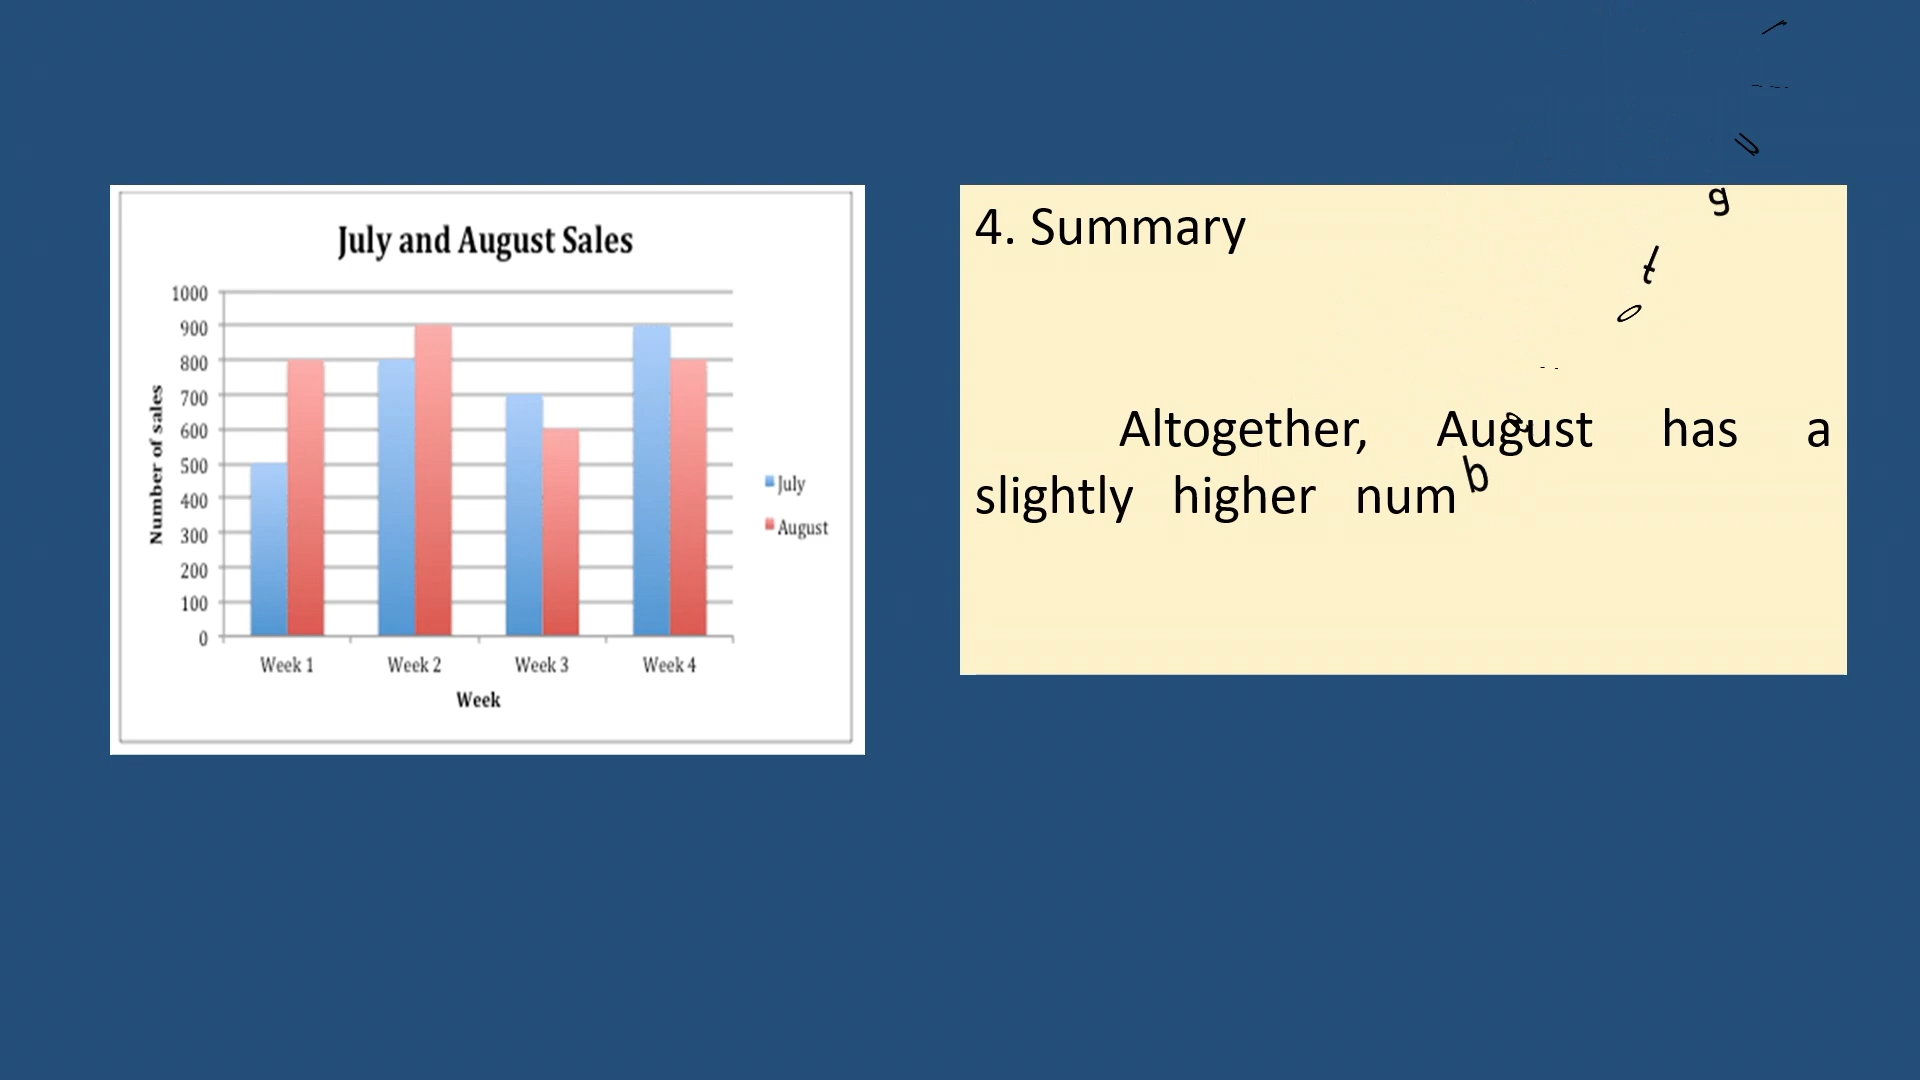 July and August Sales
1000
900
800
700
600
500
400
300
200
100
0
Number of sales
Week 1 Week 2 Week 3 Week 4
Week
July
August
4. Summary
Altogether, August has a
slightly higher num
b
t
g